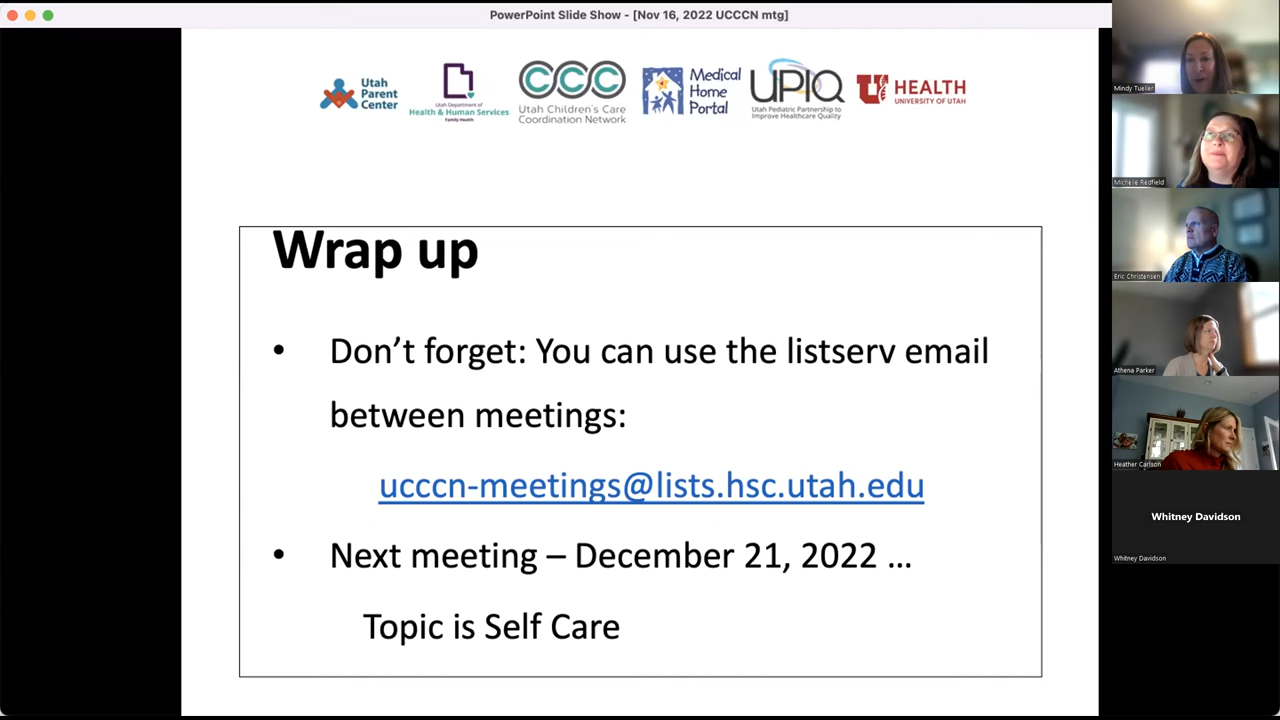 PowerPoint Slide Show - [Nov 16, 2022 UCCCN mtg]
Utah
Parent
Center
Utah Department of
Health & Human Services
Family Health
CCC
Utah Children's Care
Coordination Network
Medical
Home
Portal
UPIQ
Utah Pediatric Partnership to
Improve Healthcare Quality
U HEALTH
UNIVERSITY OF UTAH
Wrap up
• Don't forget: You can use the listserv email
between meetings:
ucccn-meetings@lists.hsc.utah.edu
• Next meeting – December 21, 2022 ...
Topic is Self Care
Mindy Tueller
Michelle Redfield
Eric Christensen
Athena Parker
Heather Carlson
Whitney Davidson
Whitney Davidson